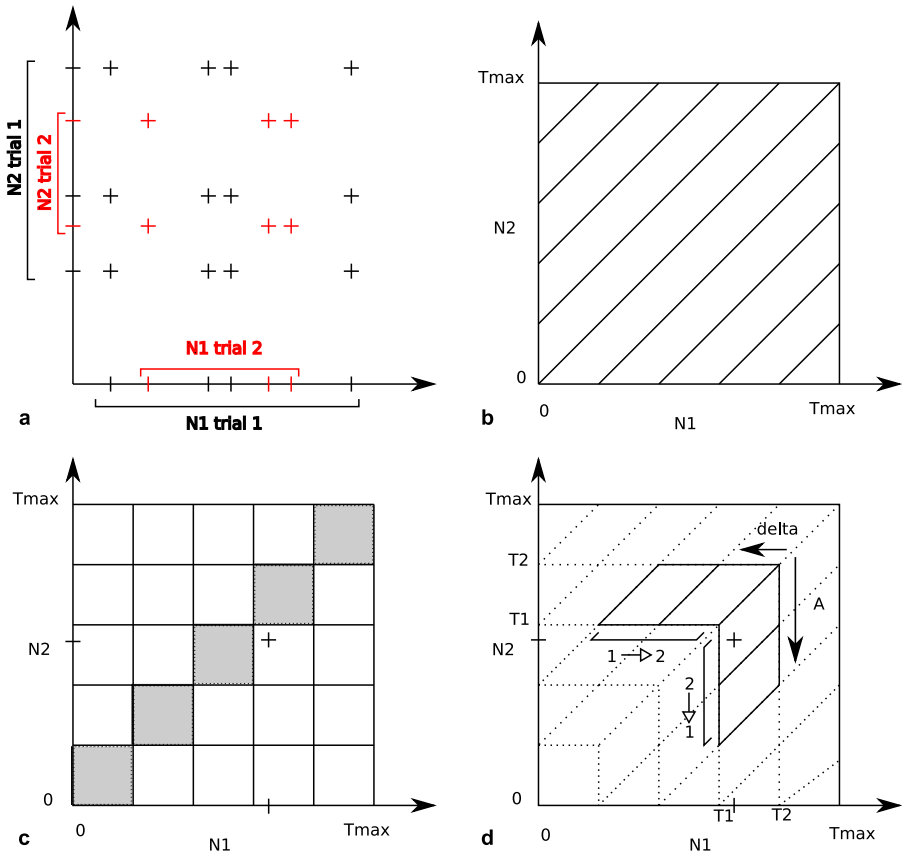 N2 trial 1
N2 trial 2
N1 trial 2
N1 trial 1
a
Tmax
N2
0
0
N1
Tmax
b
Tmax
N2
0
0
N1
Tmax
c
Tmax
delta
T2
A
T1
N2
1 2
2
1
0
T1 T2
0
N1
Tmax
d